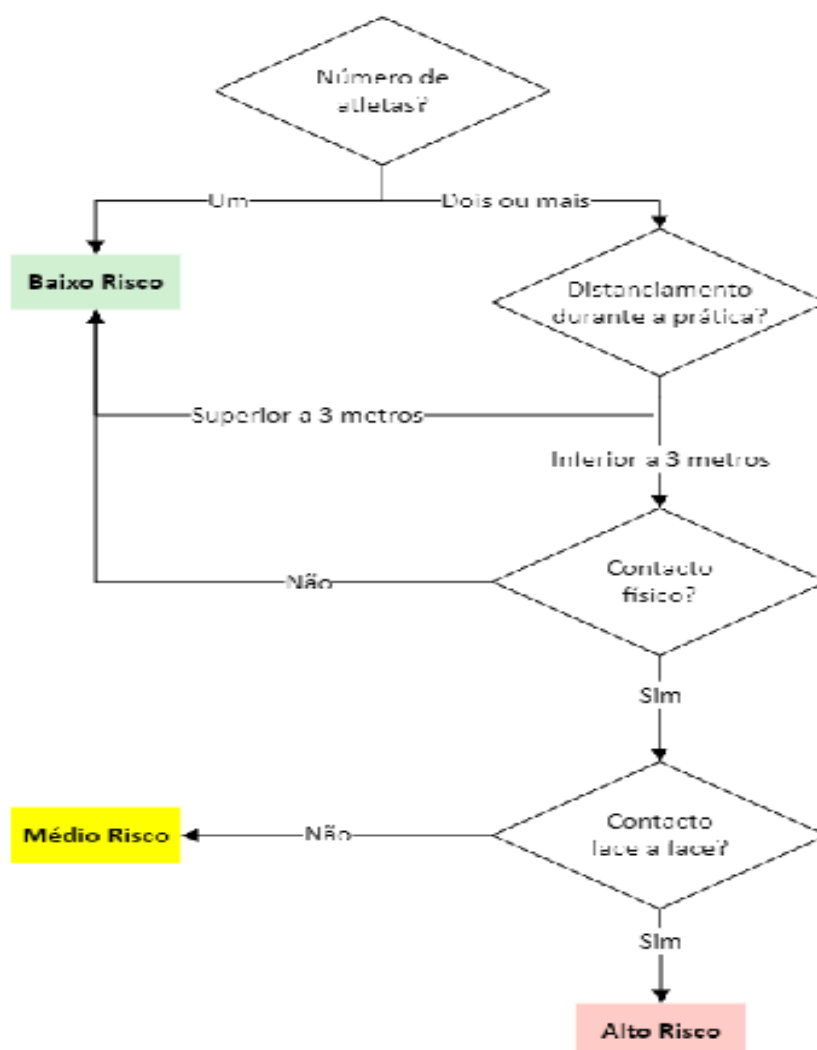 Número de
atletas?
Um
Dois ou mais
Baixo Risco
Distanciamento
durante a prática?
Superior a 3 metros
Inferior a 3 metros
Contacto
físico?
Não
Sim
Contacto
face a face?
Médio Risco
Não
Sim
Alto Risco